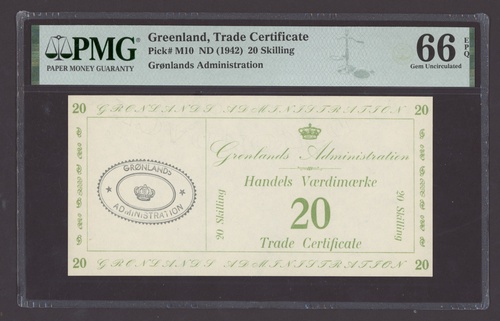 PMG
PAPER MONEY GUARANTY
Greenland, Trade Certificate
Pick# M10 ND (1942) 20 Skilling
Grønlands Administration
66 EPQ
Gem Uncirculated
20 GRØNLANDS ADMINISTRATION 20
GRØNLANDS
ADMINISTRATION
20 Skilling
Grønlands Administration
Handels Værdimærke
20
Trade Certificate
20 Skilling
20 GRØNLANDS ADMINISTRATION 20